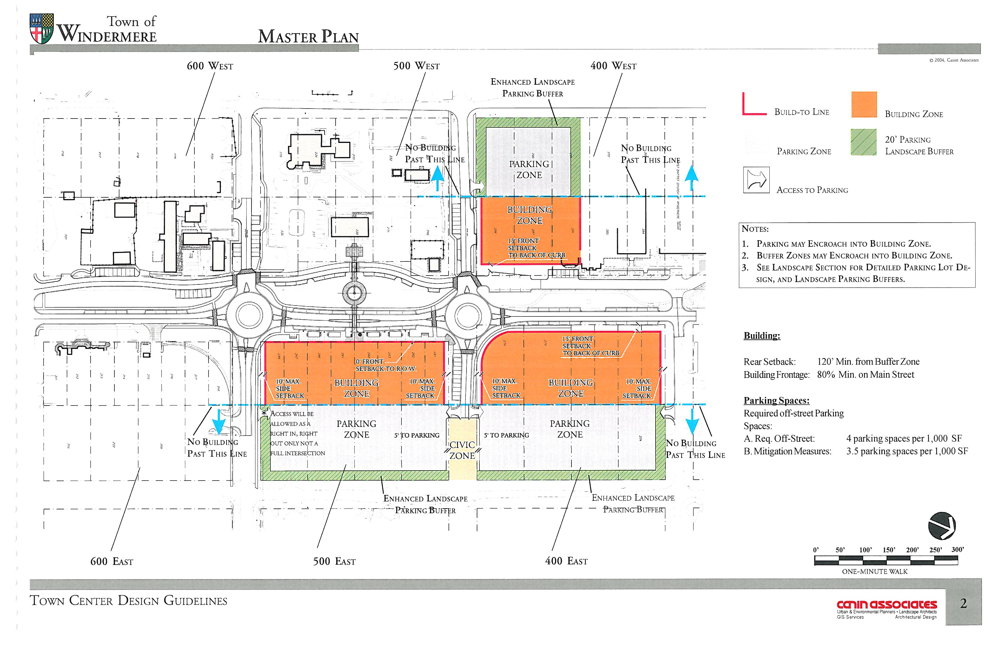 Town of
WINDERMERE
MASTER PLAN
© 2004, Canin Associates
600 WEST
500 WEST
400 WEST
ENHANCED LANDSCAPE
PARKING BUFFER
NO BUILDING
PAST THIS LINE
PARKING
ZONE
NO BUILDING
PAST THIS LINE
BUILDING
ZONE
15' FRONT
SETBACK
TO BACK OF CURB
BUILD-TO LINE
BUILDING ZONE
PARKING ZONE
20' PARKING
LANDSCAPE BUFFER
ACCESS TO PARKING
NOTES:
1. PARKING MAY ENCROACH INTO BUILDING ZONE.
2. BUFFER ZONES MAY ENCROACH INTO BUILDING ZONE.
3. SEE LANDSCAPE SECTION FOR DETAILED PARKING LOT DE-
SIGN, AND LANDSCAPE PARKING BUFFERS.
0' FRONT
SETBACK TO R.O.W.
10' MAX.
SIDE
SETBACK
BUILDING
ZONE
10' MAX.
SIDE
SETBACK
15' FRONT
SETBACK
TO BACK OF CURB
10' MAX.
SIDE
SETBACK
BUILDING
ZONE
10' MAX.
SIDE
SETBACK
Building:
Rear Setback: 120' Min. from Buffer Zone
Building Frontage: 80% Min. on Main Street
Parking Spaces:
Required off-street Parking
Spaces:
A. Req. Off-Street: 4 parking spaces per 1,000 SF
B. Mitigation Measures: 3.5 parking spaces per 1,000 SF
NO BUILDING
PAST THIS LINE
* ACCESS WILL BE
ALLOWED AS A
RIGHT IN, RIGHT
OUT ONLY NOT A
FULL INTERSECTION
PARKING
ZONE
5' TO PARKING
CIVIC
ZONE
5' TO PARKING
PARKING
ZONE
NO BUILDING
PAST THIS LINE
ENHANCED LANDSCAPE
PARKING BUFFER
ENHANCED LANDSCAPE
PARKING BUFFER
600 EAST
500 EAST
400 EAST
0' 50' 100' 150' 200' 250' 300'
ONE-MINUTE WALK
TOWN CENTER DESIGN GUIDELINES
canin associates
Urban & Environmental Planners • Landscape Architects
GIS Services Architectural Design
2